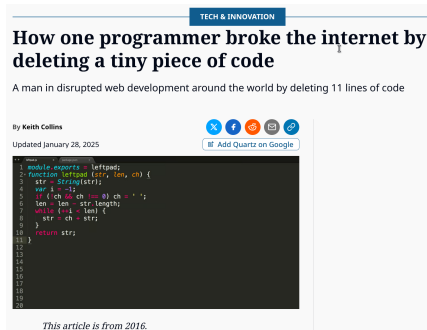 TECH & INNOVATION
How one programmer broke the internet by
deleting a tiny piece of code
A man in disrupted web development around the world by deleting 11 lines of code
By Keith Collins
Updated January 28, 2025
Add Quartz on Google
1 module.exports = leftpad;
2 function leftpad (str, len, ch) {
3 str = String(str);
4 var i = -1;
5 if (!ch && ch !== 0) ch = ' ';
6 len = len - str.length;
7 while (++i < len) {
8 str = ch + str;
9 }
10 return str;
11 }
12
13
14
15
16
17
18
19
20
This article is from 2016.